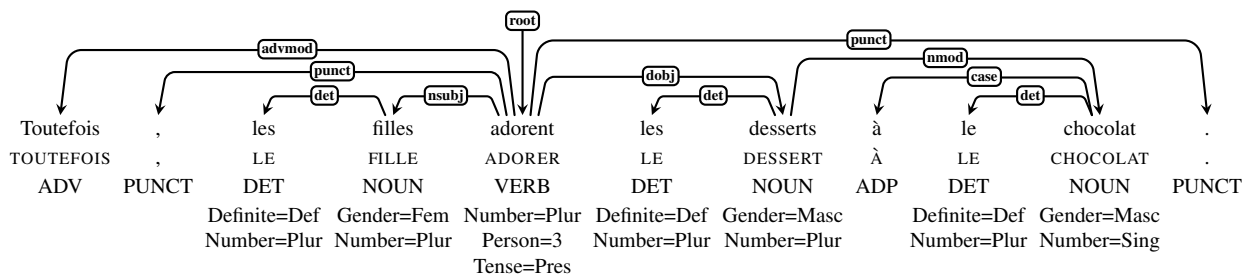 root
advmod punct
punct dobj nmod
det nsubj det case det
Toutefois , les filles adorent les desserts à le chocolat .
TOUTEFOIS , LE FILLE ADORER LE DESSERT À LE CHOCOLAT .
ADV PUNCT DET NOUN VERB DET NOUN ADP DET NOUN PUNCT
Definite=Def Gender=Fem Number=Plur Definite=Def Gender=Masc Definite=Def Gender=Masc
Number=Plur Number=Plur Person=3 Number=Plur Number=Plur Number=Plur Number=Sing
Tense=Pres